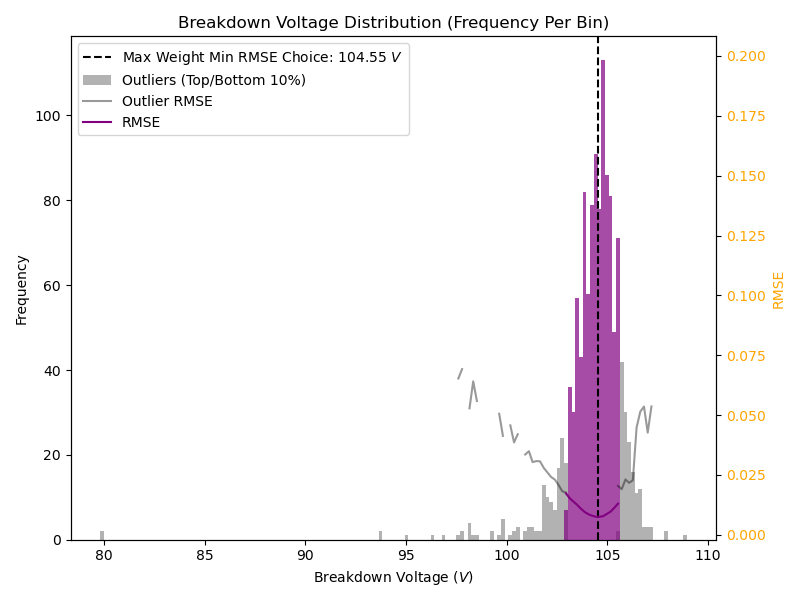 Breakdown Voltage Distribution (Frequency Per Bin)
Max Weight Min RMSE Choice: 104.55 V
Outliers (Top/Bottom 10%)
Outlier RMSE
RMSE
Frequency
0
20
40
60
80
100
0.200
0.175
0.150
0.125
0.100
0.075
0.050
0.025
0.000
RMSE
80 85 90 95 100 105 110
Breakdown Voltage (V)